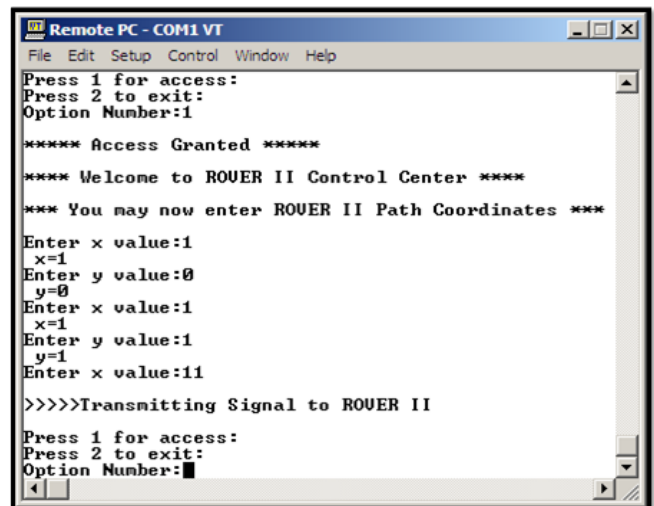 Remote PC - COM1 VT
File Edit Setup Control Window Help
Press 1 for access:
Press 2 to exit:
Option Number:1
***** Access Granted *****
**** Welcome to ROVER II Control Center ****
*** You may now enter ROVER II Path Coordinates ***
Enter x value:1
x=1
Enter y value:0
y=0
Enter x value:1
x=1
Enter y value:1
y=1
Enter x value:11
>>>>>Transmitting Signal to ROVER II
Press 1 for access:
Press 2 to exit:
Option Number: